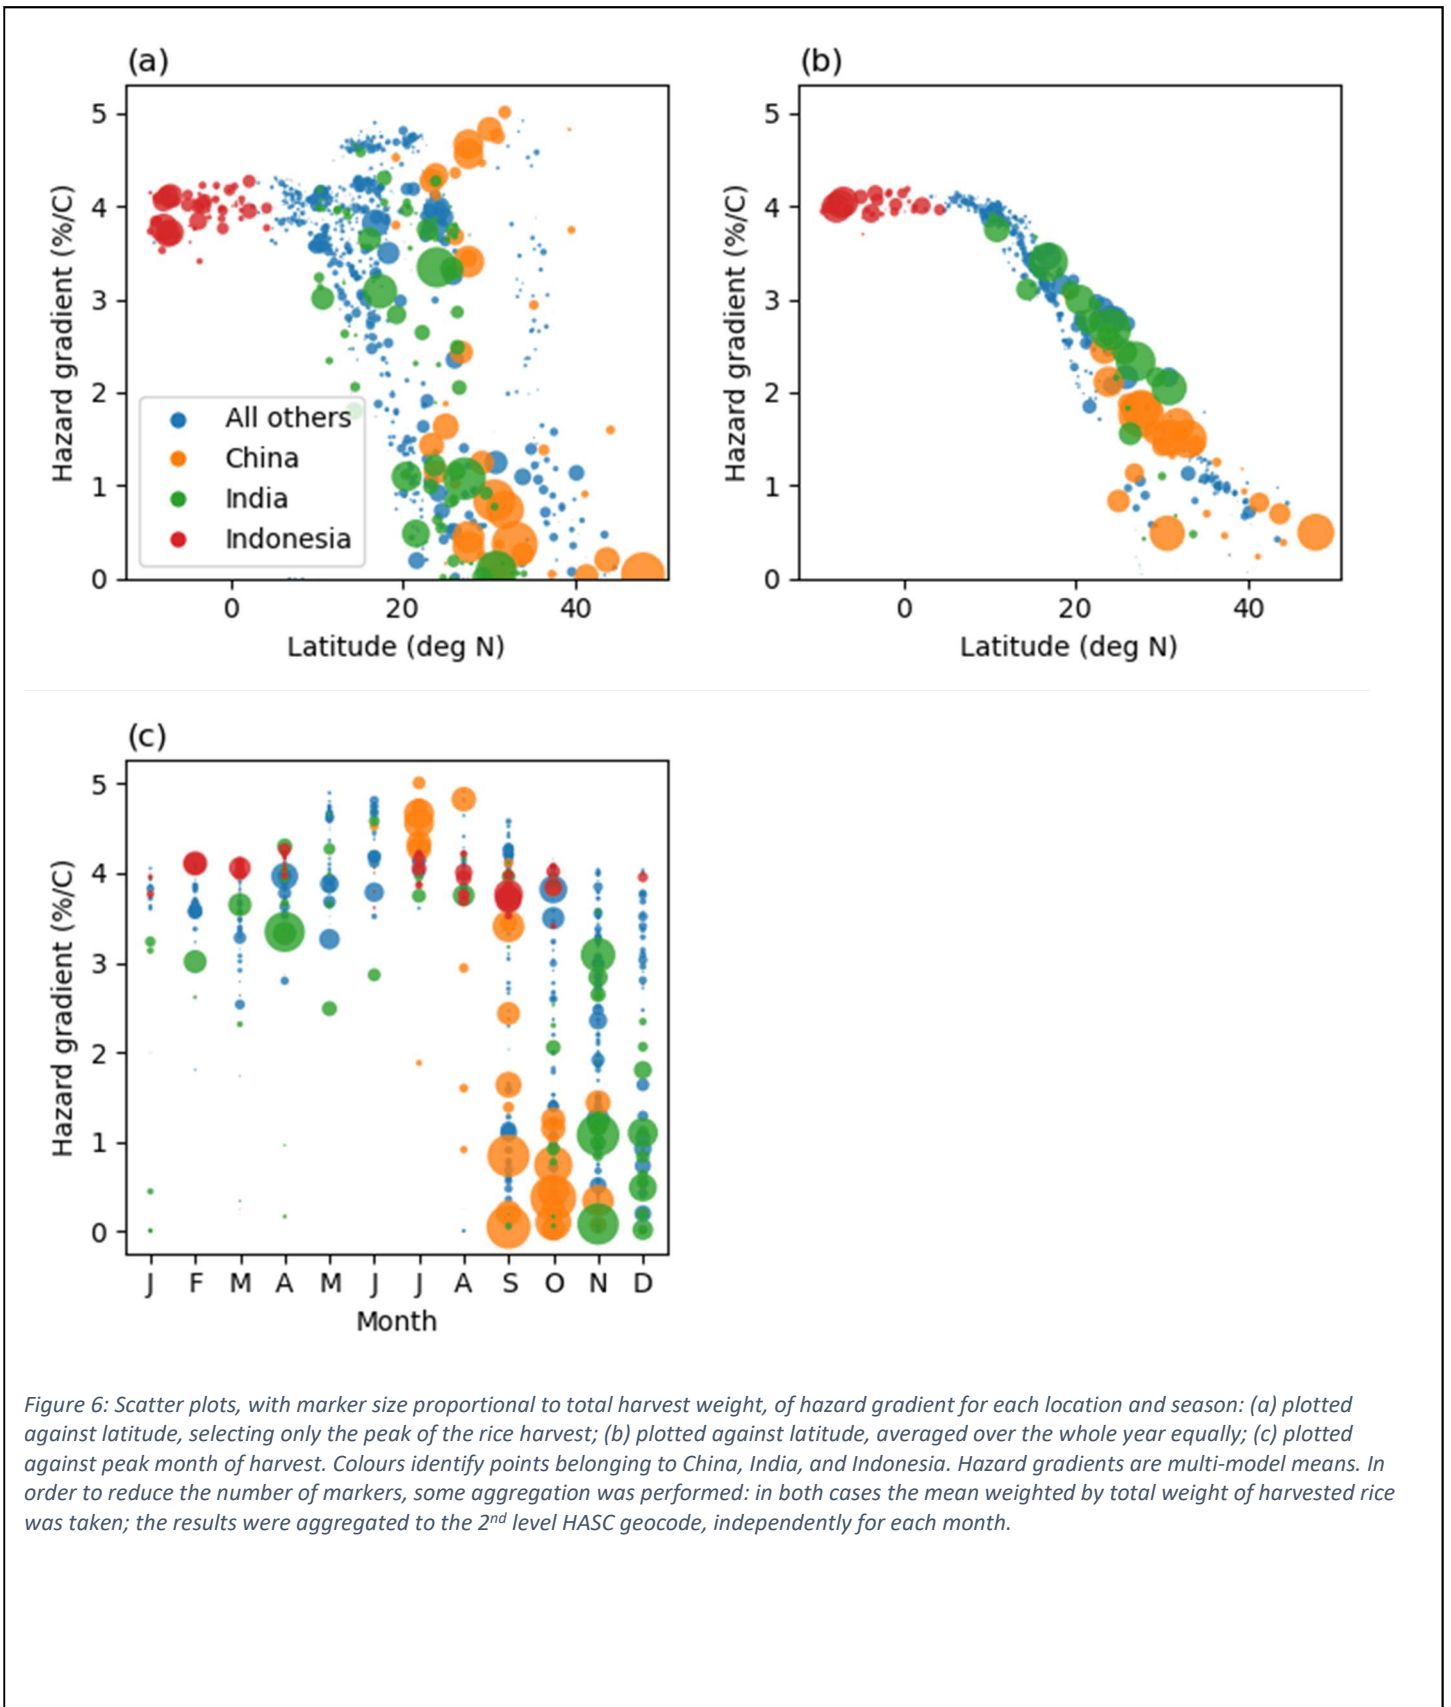 (a)
5
4
3
2
1
0
Hazard gradient (%/C)
All others
China
India
Indonesia
0 20 40
Latitude (deg N)
(b)
5
4
3
2
1
0
Hazard gradient (%/C)
0 20 40
Latitude (deg N)
(c)
5
4
3
2
1
0
Hazard gradient (%/C)
J F M A M J J A S O N D
Month
Figure 6: Scatter plots, with marker size proportional to total harvest weight, of hazard gradient for each location and season: (a) plotted
against latitude, selecting only the peak of the rice harvest; (b) plotted against latitude, averaged over the whole year equally; (c) plotted
against peak month of harvest. Colours identify points belonging to China, India, and Indonesia. Hazard gradients are multi-model means. In
order to reduce the number of markers, some aggregation was performed: in both cases the mean weighted by total weight of harvested rice
was taken; the results were aggregated to the 2nd level HASC geocode, independently for each month.